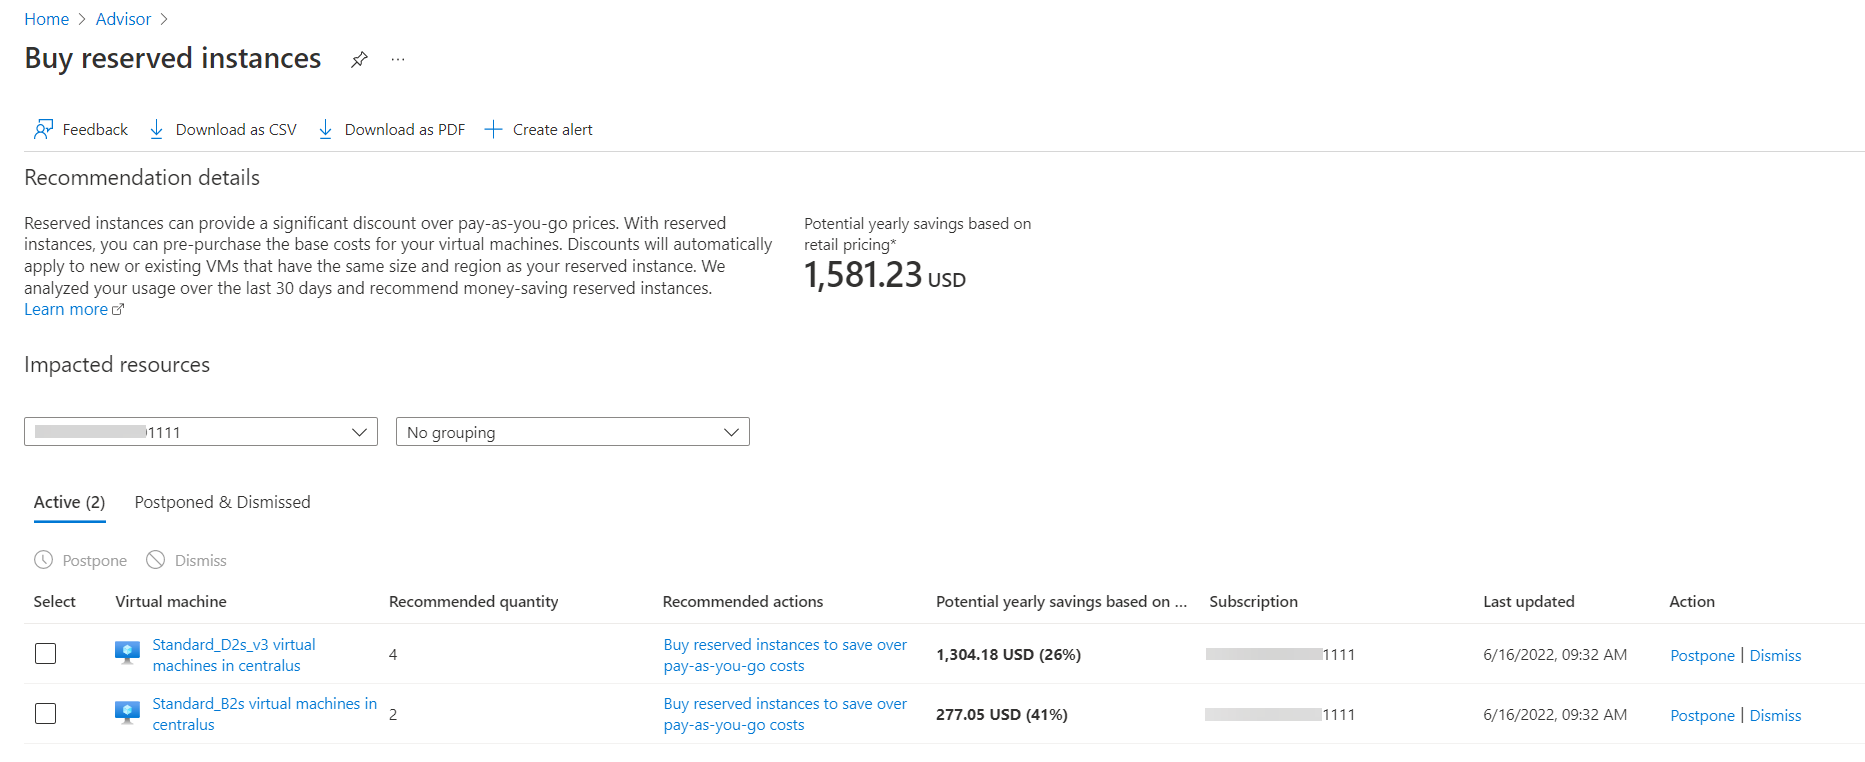 Home > Advisor >
Buy reserved instances ...
Feedback Download as CSV Download as PDF Create alert
Recommendation details
Reserved instances can provide a significant discount over pay-as-you-go prices. With reserved
instances, you can pre-purchase the base costs for your virtual machines. Discounts will automatically
apply to new or existing VMs that have the same size and region as your reserved instance. We
analyzed your usage over the last 30 days and recommend money-saving reserved instances.
Learn more
Potential yearly savings based on
retail pricing*
1,581.23 USD
Impacted resources
1111 No grouping
Active (2) Postponed & Dismissed
Postpone Dismiss
Select Virtual machine Recommended quantity Recommended actions Potential yearly savings based on ... Subscription Last updated Action
Standard_D2s_v3 virtual
machines in centralus
4
Buy reserved instances to save over
pay-as-you-go costs
1,304.18 USD (26%)
1111
6/16/2022, 09:32 AM
Postpone | Dismiss
Standard_B2s virtual machines in
centralus
2
Buy reserved instances to save over
pay-as-you-go costs
277.05 USD (41%)
1111
6/16/2022, 09:32 AM
Postpone | Dismiss